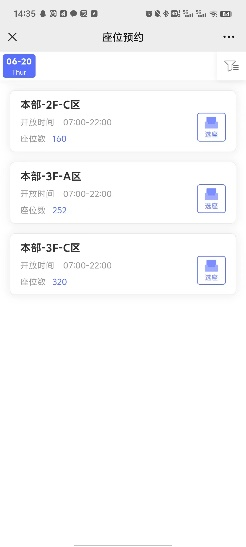 14:35
座位预约
06-20
Thur
本部-2F-C区
开放时间 07:00-22:00
座位数 160
选座
本部-3F-A区
开放时间 07:00-22:00
座位数 252
选座
本部-3F-C区
开放时间 07:00-22:00
座位数 320
选座